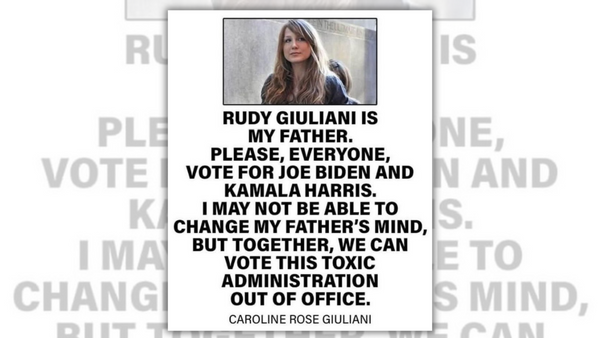 RUDY GIULIANI IS
MY FATHER.
PLEASE, EVERYONE,
VOTE FOR JOE BIDEN AND
KAMALA HARRIS.
I MAY NOT BE ABLE TO
CHANGE MY FATHER'S MIND,
BUT TOGETHER, WE CAN
VOTE THIS TOXIC
ADMINISTRATION
OUT OF OFFICE.
CAROLINE ROSE GIULIANI